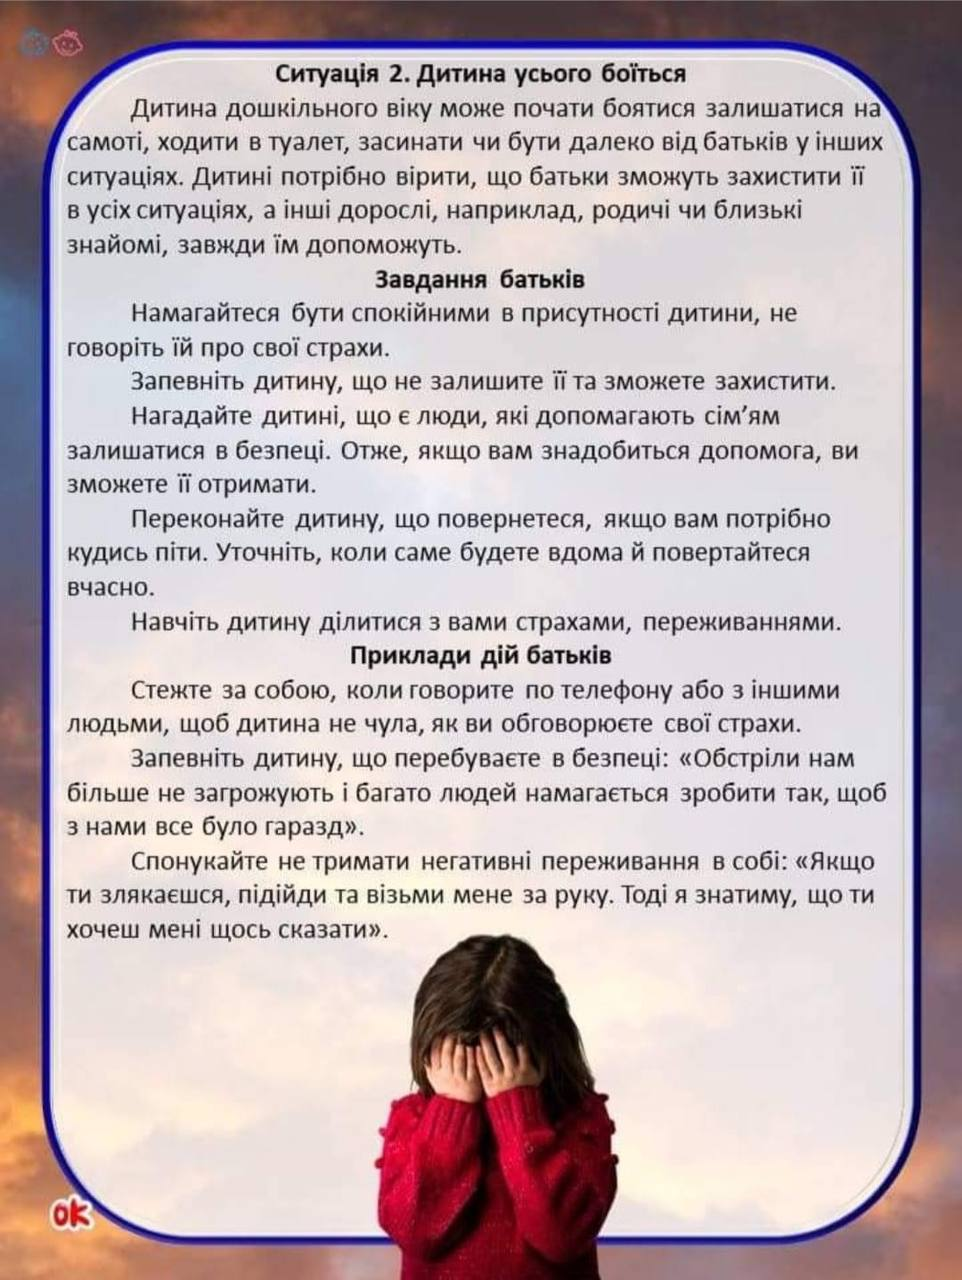 Ситуація 2. Дитина усього боїться
Дитина дошкільного віку може почати боятися залишатися на
самоті, ходити в туалет, засинати чи бути далеко від батьків у інших
ситуаціях. Дитині потрібно вірити, що батьки зможуть захистити її
в усіх ситуаціях, а інші дорослі, наприклад, родичі чи близькі
знайомі, завжди їм допоможуть.
Завдання батьків
Намагайтеся бути спокійними в присутності дитини, не
говоріть їй про свої страхи.
Запевніть дитину, що не залишите її та зможете захистити.
Нагадайте дитині, що є люди, які допомагають сім’ям
залишатися в безпеці. Отже, якщо вам знадобиться допомога, ви
зможете її отримати.
Переконайте дитину, що повернетеся, якщо вам потрібно
кудись піти. Уточніть, коли саме будете вдома й повертайтеся
вчасно.
Навчіть дитину ділитися з вами страхами, переживаннями.
Приклади дій батьків
Стежте за собою, коли говорите по телефону або з іншими
людьми, щоб дитина не чула, як ви обговорюєте свої страхи.
Запевніть дитину, що перебуваєте в безпеці: «Обстріли нам
більше не загрожують і багато людей намагається зробити так, щоб
з нами все було гаразд».
Спонукайте не тримати негативні переживання в собі: «Якщо
ти злякаєшся, підійди та візьми мене за руку. Тоді я знатиму, що ти
хочеш мені щось сказати».
OK